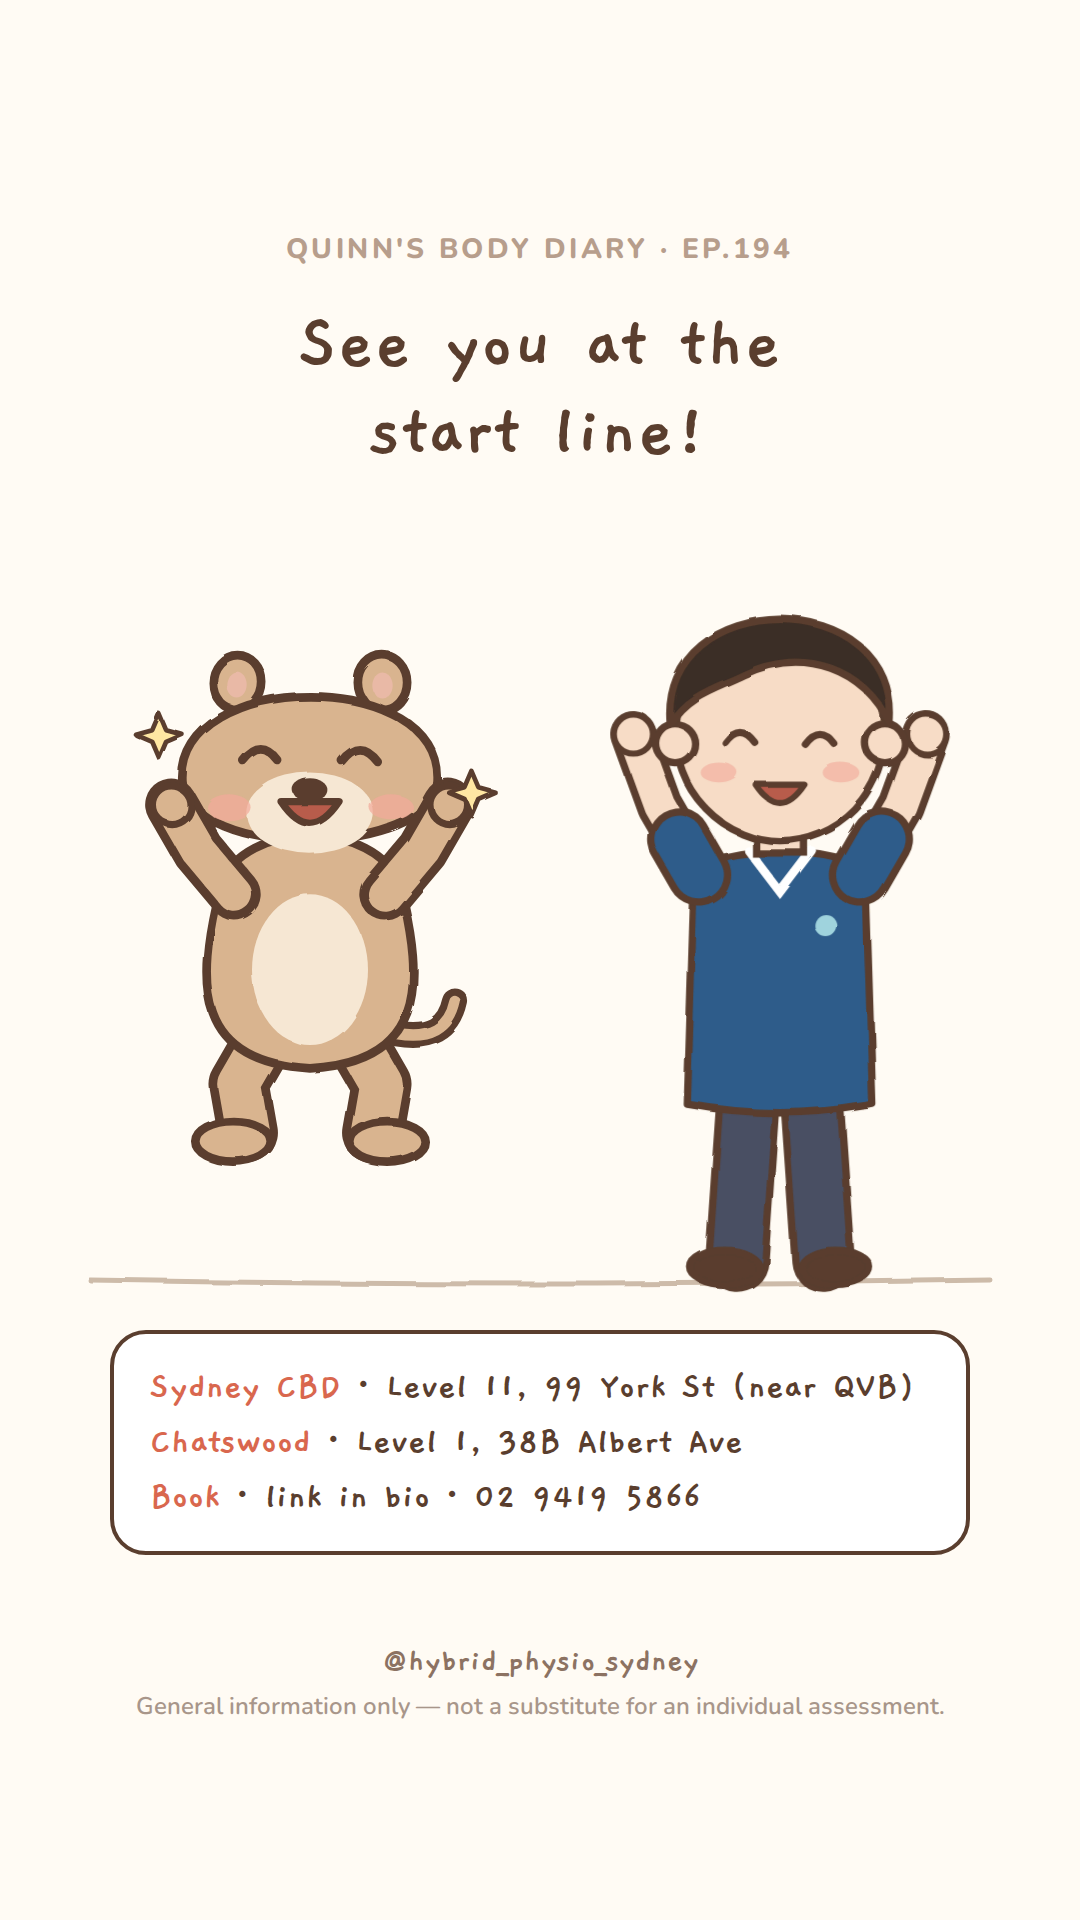 QUINN'S BODY DIARY · EP.194
See you at the
start line!
Sydney CBD · Level 11, 99 York St (near QVB)
Chatswood · Level 1, 38B Albert Ave
Book · link in bio · 02 9419 5866
@hybrid_physio_sydney
General information only — not a substitute for an individual assessment.